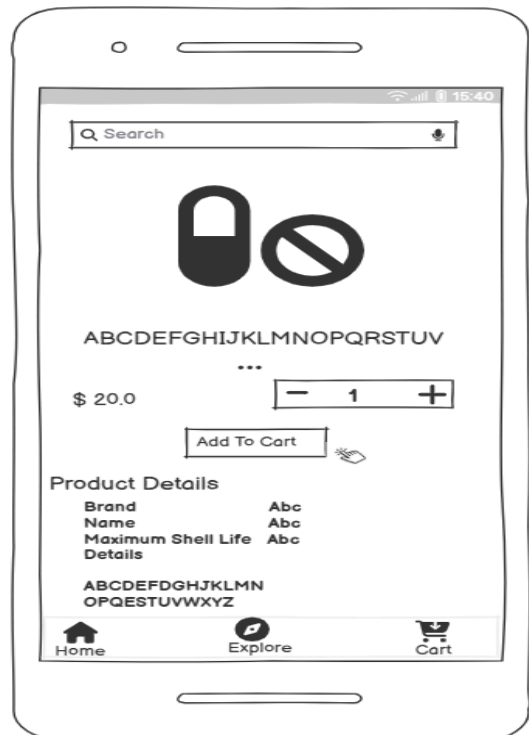 15:40
Search
ABCDEFGHIJKLMNOPQRSTUV
...
$ 20.0
− 1 +
Add To Cart
Product Details
Brand Abc
Name Abc
Maximum Shell Life Abc
Details
ABCDEFDGHJKLMN
OPQESTUVWXYZ
Home Explore Cart